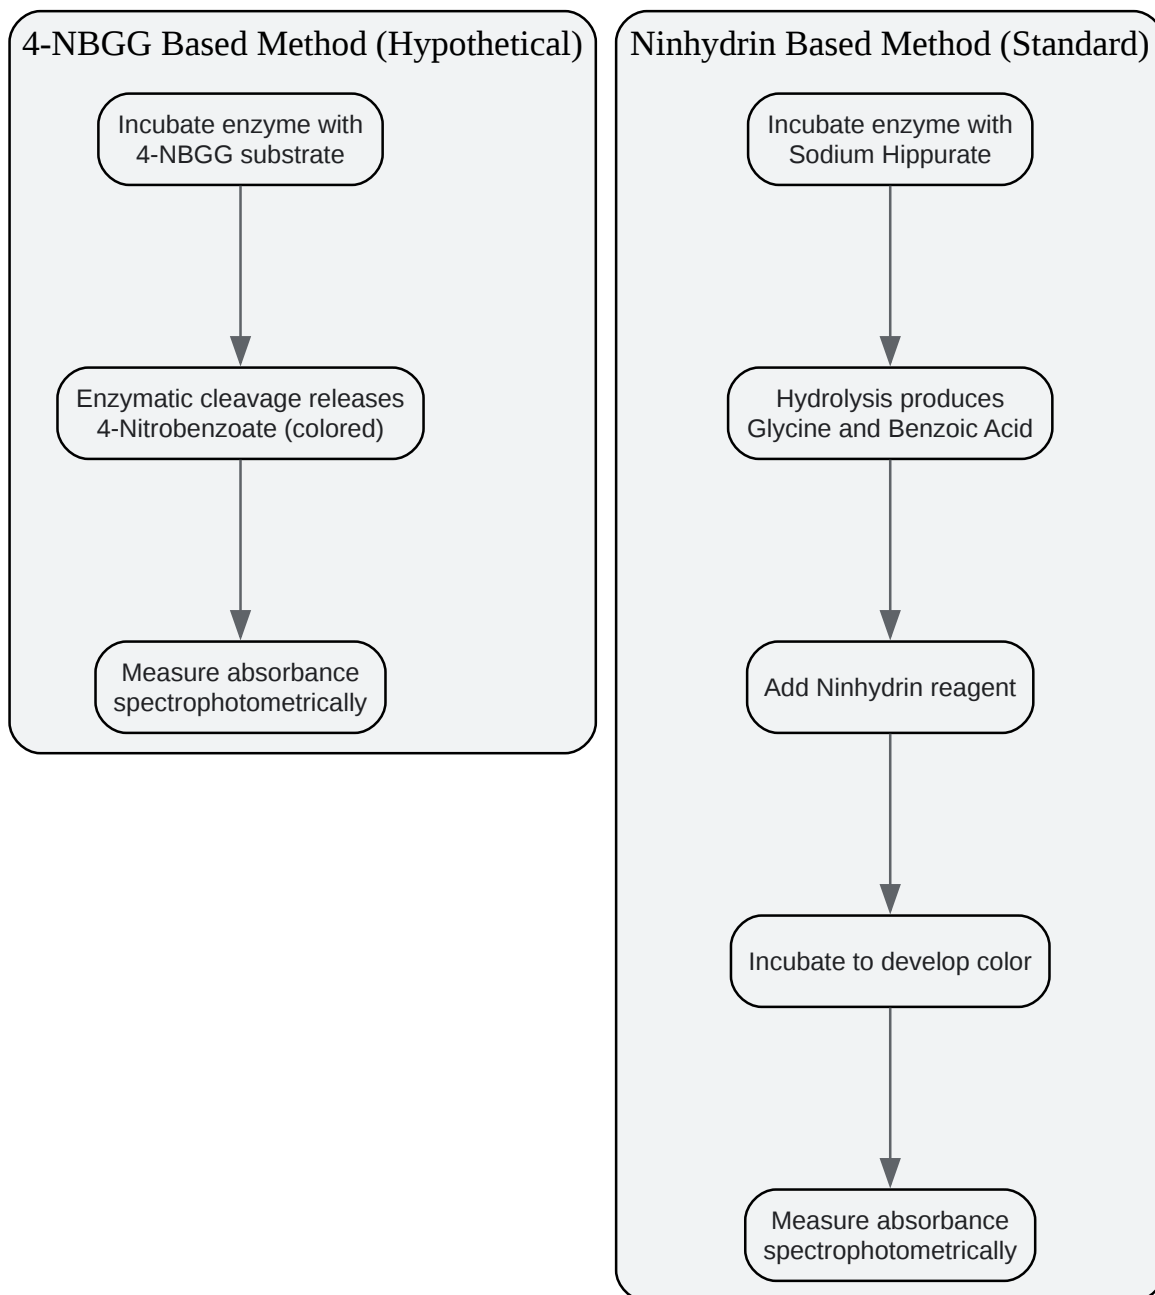 4-NBGG Based Method (Hypothetical)
Incubate enzyme with
4-NBGG substrate
Enzymatic cleavage releases
4-Nitrobenzoate (colored)
Measure absorbance
spectrophotometrically
Ninhydrin Based Method (Standard)
Incubate enzyme with
Sodium Hippurate
Hydrolysis produces
Glycine and Benzoic Acid
Add Ninhydrin reagent
Incubate to develop color
Measure absorbance
spectrophotometrically